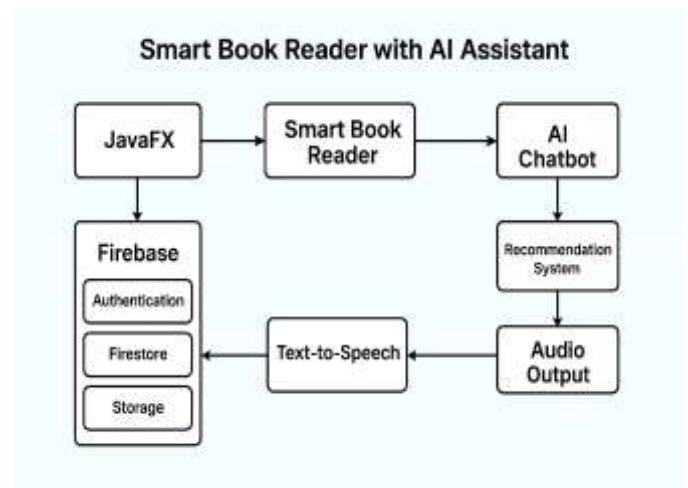 Smart Book Reader with AI Assistant
JavaFX
Smart Book
Reader
AI
Chatbot
Firebase
Authentication
Firestore
Storage
Recommendation
System
Text-to-Speech
Audio
Output